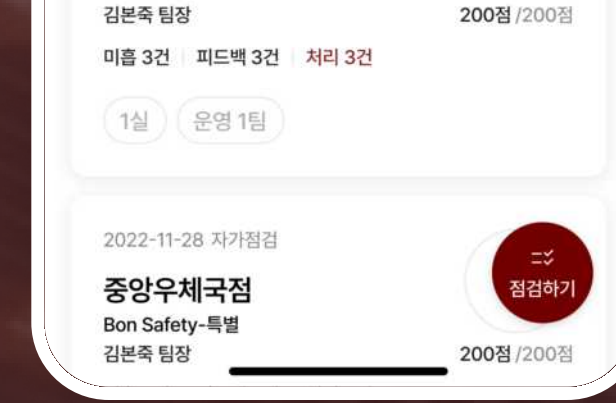 김본죽 팀장 200점 /200점
미흡 3건 피드백 3건 처리 3건
1실 운영 1팀
2022-11-28 자가점검
중앙우체국점
점검하기
Bon Safety-특별
김본죽 팀장 200점 /200점